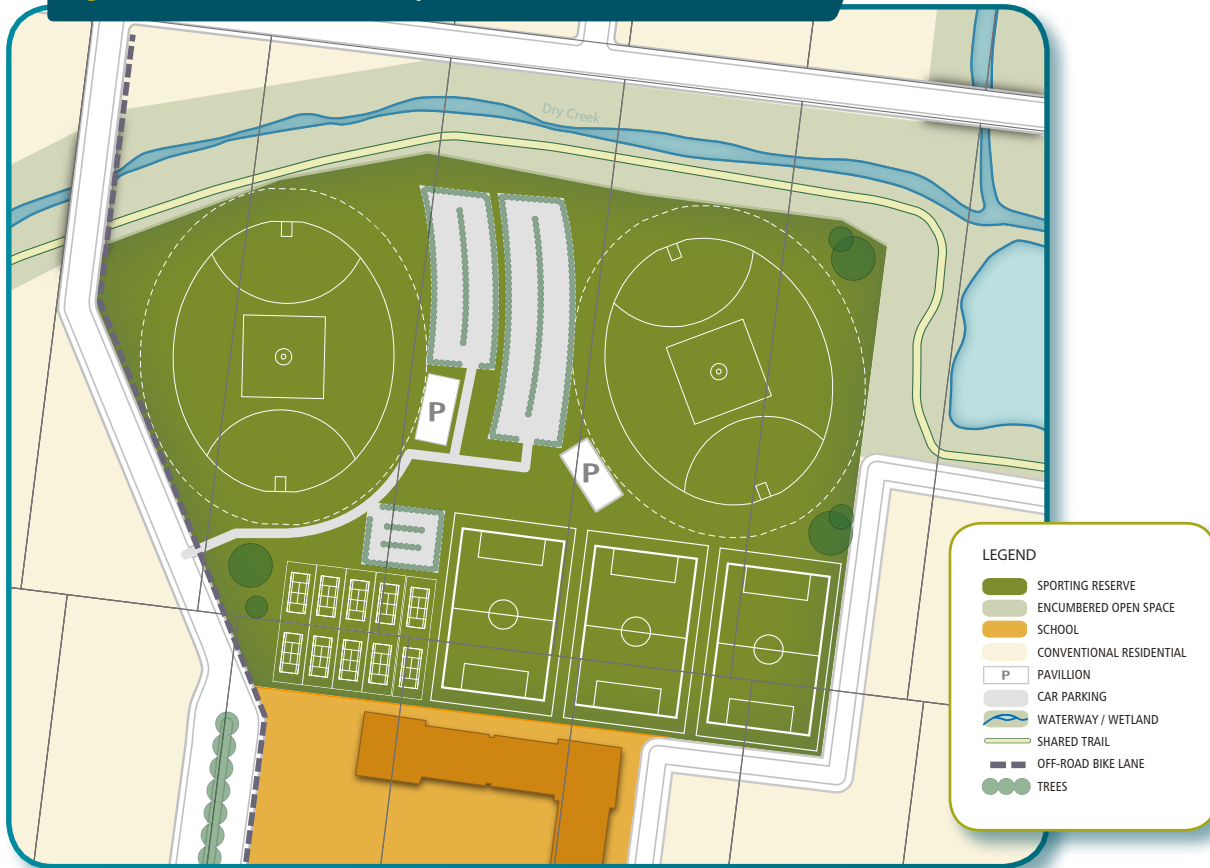 Dry Creek
P
P
LEGEND
SPORTING RESERVE
ENCUMBERED OPEN SPACE
SCHOOL
CONVENTIONAL RESIDENTIAL
P PAVILLION
CAR PARKING
WATERWAY / WETLAND
SHARED TRAIL
OFF-ROAD BIKE LANE
TREES